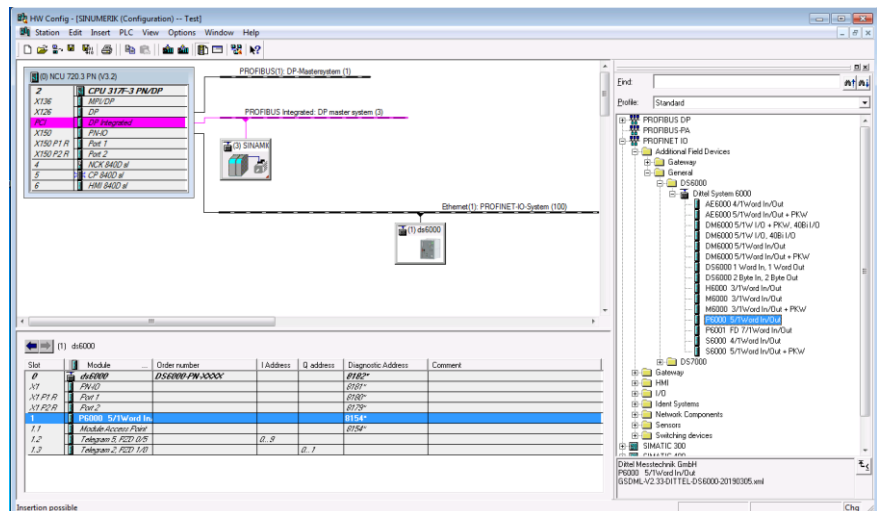 HW Config - [SINUMERIK (Configuration) -- Test]
Station Edit Insert PLC View Options Window Help
(0) NCU 720.3 PN (V3.2)
2 CPU 317F-3 PN/DP
X136 MPI/DP
X126 DP
PCI DP Integrated
X150 PN-IO
X150 P1 R Port 1
X150 P2 R Port 2
4 NCK 840D sl
5 CP 840D sl
6 HMI 840D sl
PROFIBUS(1): DP-Mastersystem (1)
PROFIBUS Integrated: DP master system (3)
(3) SINAM
Ethernet(1): PROFINET-IO-System (100)
(1) ds6000
(1) ds6000
Slot Module ... Order number I Address Q address Diagnostic Address Comment
0 ds6000 DS6000-PN-XXXX 8182*
X1 PN-IO 8181*
X1 P1 R Port 1 8180*
X1 P2 R Port 2 8179*
1 P6000 5/1Word In. 8154*
1.1 Module Access Point 8154*
1.2 Telegram 5, PZD 0/5 0...9
1.3 Telegram 2, PZD 1/0 0...1
Insertion possible
Find:
Profile: Standard
PROFIBUS DP
PROFIBUS-PA
PROFINET IO
Additional Field Devices
Gateway
General
DS6000
Dittel System 6000
AE6000 4/1Word In/Out
AE6000 5/1Word In/Out + PKW
DM6000 5/1W I/O + PKW, 40Bi I/O
DM6000 5/1W I/O, 40Bi I/O
DM6000 5/1Word In/Out
DM6000 5/1Word In/Out + PKW
DS6000 1 Word In, 1 Word Out
DS6000 2 Byte In, 2 Byte Out
H6000 3/1Word In/Out
M6000 3/1Word In/Out
M6000 3/1Word In/Out + PKW
P6000 5/1Word In/Out
P6001 FD 7/1Word In/Out
S6000 4/1Word In/Out
S6000 5/1Word In/Out + PKW
DS7000
Gateway
HMI
I/O
Ident Systems
Network Components
Sensors
Switching devices
SIMATIC 300
Dittel Messtechnik GmbH
P6000 5/1Word In/Out
GSDML-V2.33-DITTEL-DS6000-20190305.xml
Chg